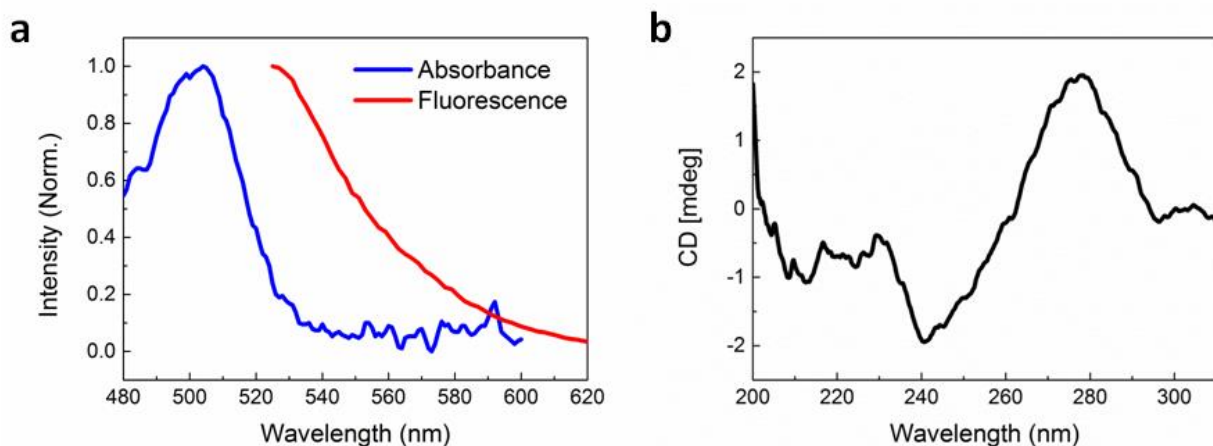 a
Intensity (Norm.)
1.0
0.8
0.6
0.4
0.2
0.0
Absorbance
Fluorescence
480 500 520 540 560 580 600 620
Wavelength (nm)
b
CD [mdeg]
2
1
0
-1
-2
200 220 240 260 280 300
Wavelength (nm)